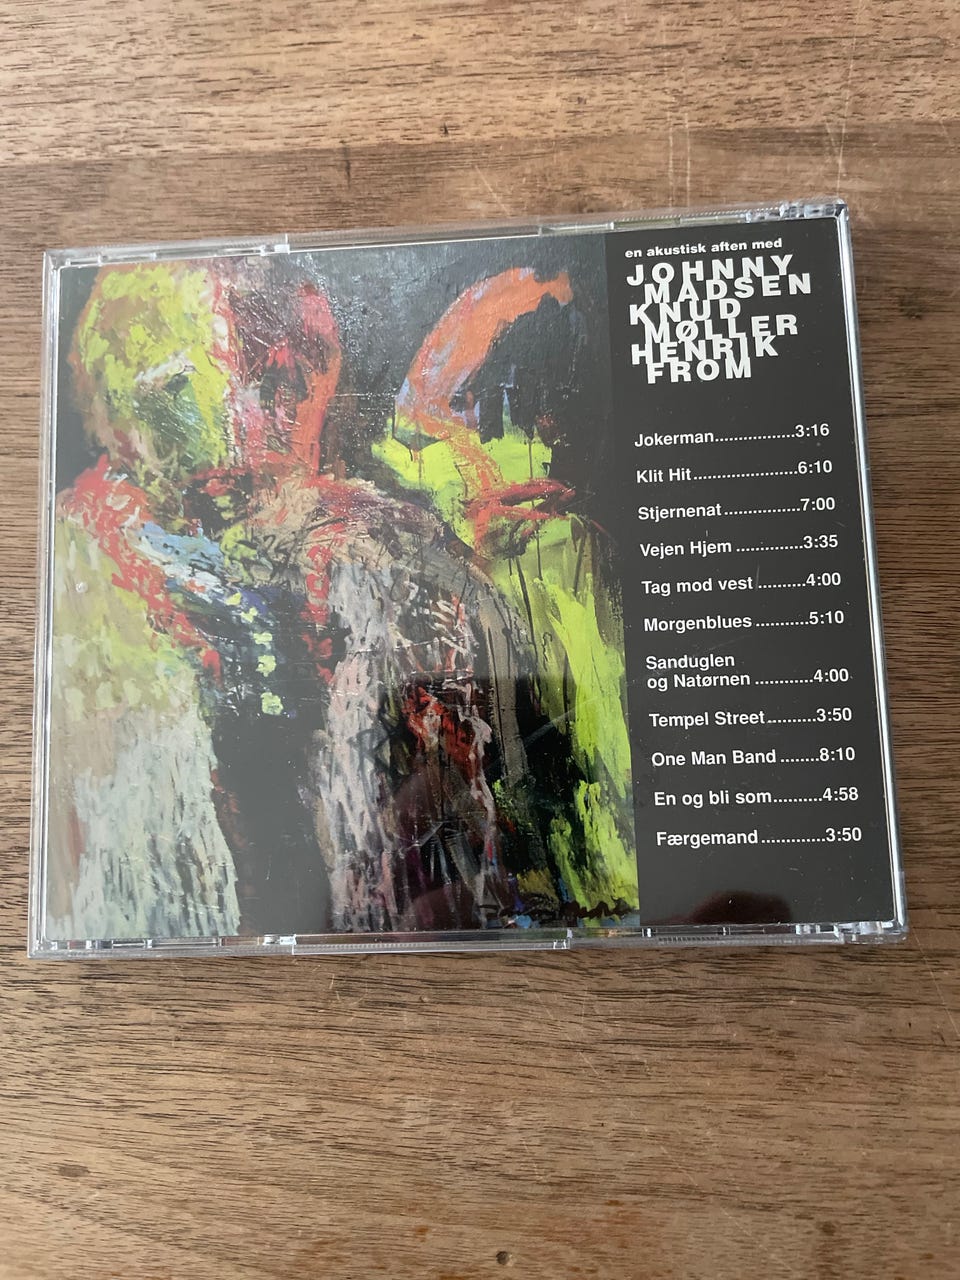 en akustisk aften med
JOHNNY
MADSEN
KNUD
MØLLER
HENRIK
FROM
Jokerman.................3:16
Klit Hit......................6:10
Stjernenat................7:00
Vejen Hjem ..............3:35
Tag mod vest ..........4:00
Morgenblues ...........5:10
Sanduglen
og Natørnen ............4:00
Tempel Street..........3:50
One Man Band ........8:10
En og bli som..........4:58
Færgemand .............3:50